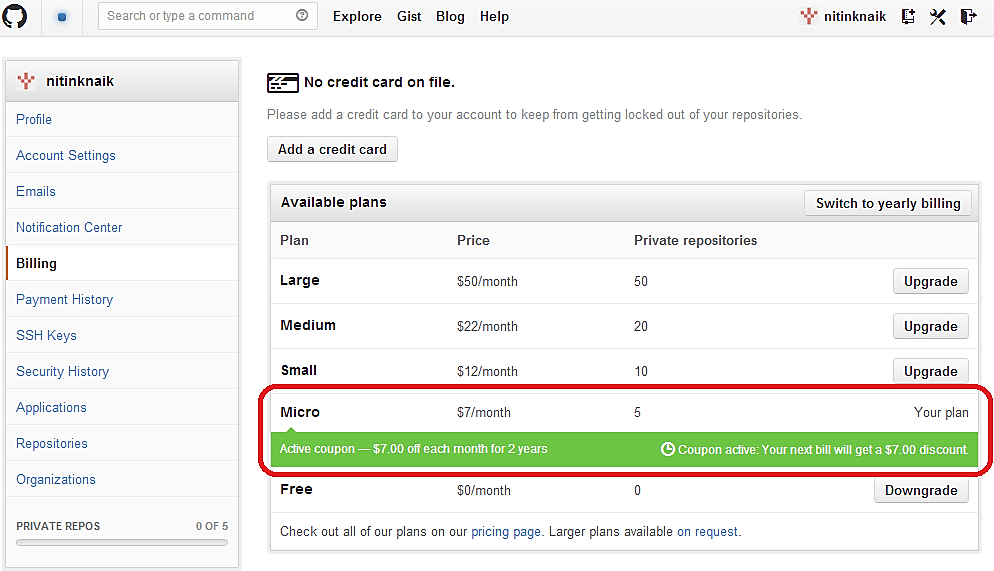 Search or type a command
Explore Gist Blog Help
nitinknaik
nitinknaik
Profile
Account Settings
Emails
Notification Center
Billing
Payment History
SSH Keys
Security History
Applications
Repositories
Organizations
PRIVATE REPOS 0 OF 5
No credit card on file.
Please add a credit card to your account to keep from getting locked out of your repositories.
Add a credit card
Available plans Switch to yearly billing
Plan Price Private repositories
Large $50/month 50 Upgrade
Medium $22/month 20 Upgrade
Small $12/month 10 Upgrade
Micro $7/month 5 Your plan
Active coupon — $7.00 off each month for 2 years Coupon active: Your next bill will get a $7.00 discount.
Free $0/month 0 Downgrade
Check out all of our plans on our pricing page. Larger plans available on request.